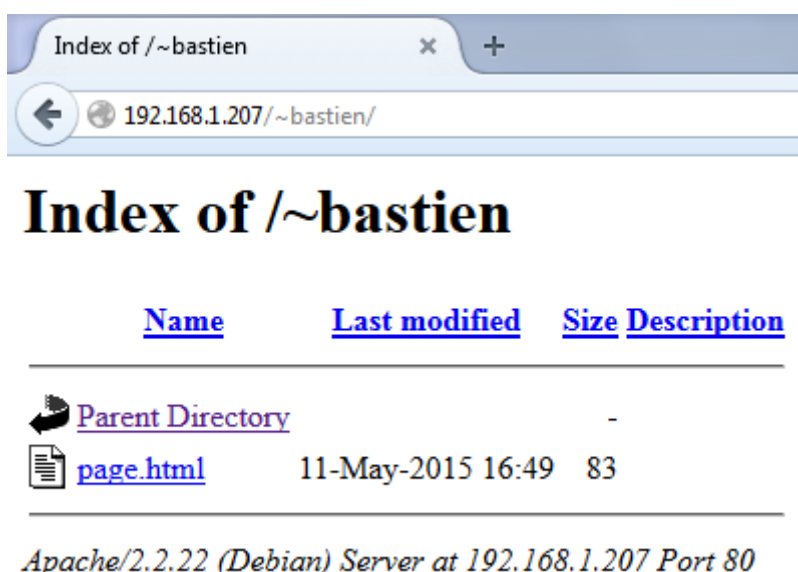 Index of /~bastien
192.168.1.207/~bastien/
Index of /~bastien
Name Last modified Size Description
Parent Directory -
page.html 11-May-2015 16:49 83
Apache/2.2.22 (Debian) Server at 192.168.1.207 Port 80